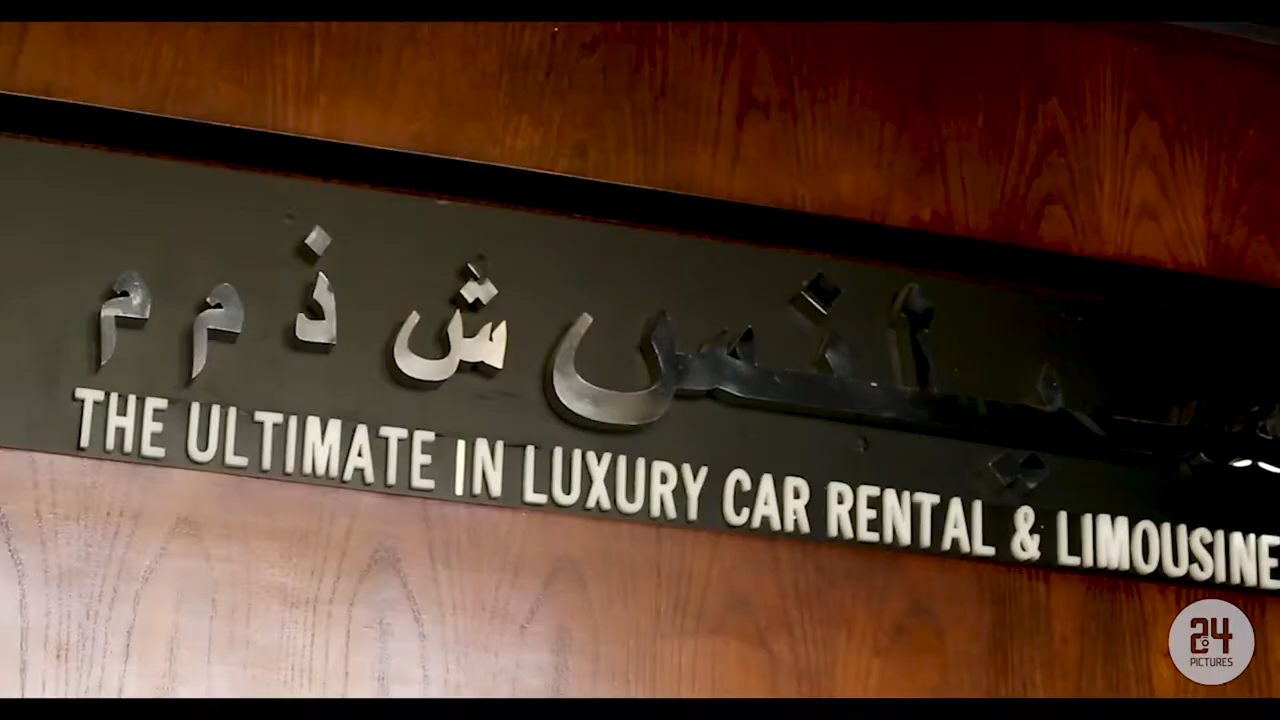 ش ذ م م
THE ULTIMATE IN LUXURY CAR RENTAL & LIMOUSINE
24
PICTURES